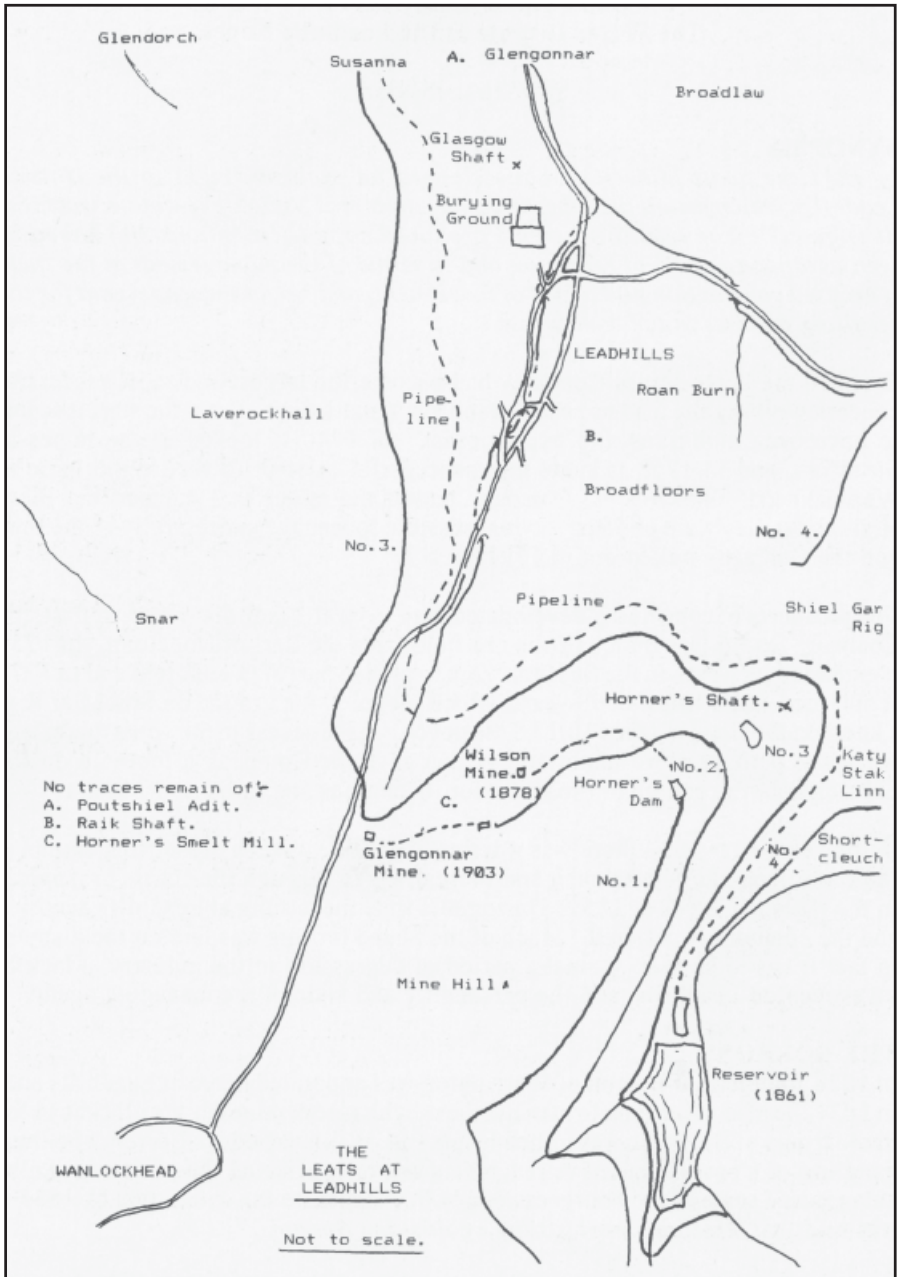 Glendorch
Susanna
A. Glengonnar
Broadlaw
Glasgow
Shaft
Burying
Ground
LEADHILLS
Roan Burn
Pipe-
line
Laverockhall
B.
Broadfloors
No. 4.
No.3.
Snar
Pipeline
Shiel Gar
Rig
Horner's Shaft.
No.3
Katy
Stak
Linn
Wilson
Mine.
(1878)
No.2.
Horner's
Dam
C.
No traces remain of:-
A. Poutshiel Adit.
B. Raik Shaft.
C. Horner's Smelt Mill.
Short-
cleuch
No.
4
Glengonnar
Mine. (1903)
No.1.
Mine Hill
Reservoir
(1861)
WANLOCKHEAD
THE
LEATS AT
LEADHILLS
Not to scale.